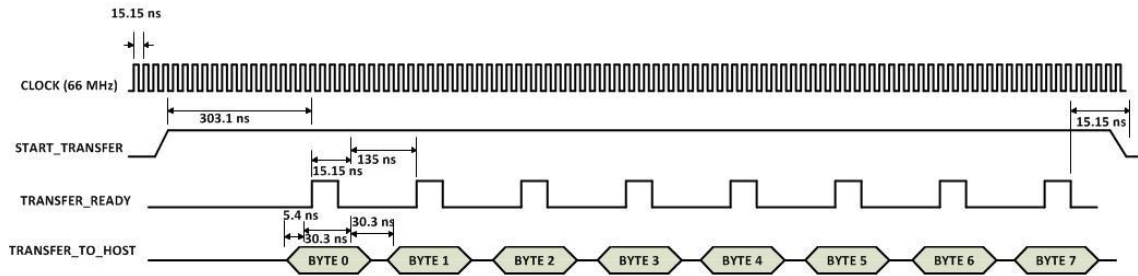 15.15 ns
CLOCK (66 MHz)
303.1 ns
15.15 ns
START_TRANSFER
135 ns
15.15 ns
TRANSFER_READY
5.4 ns
30.3 ns
30.3 ns
TRANSFER_TO_HOST
BYTE 0 BYTE 1 BYTE 2 BYTE 3 BYTE 4 BYTE 5 BYTE 6 BYTE 7